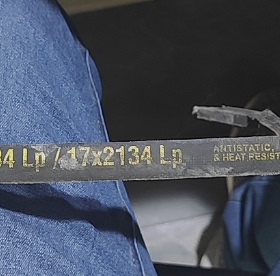 34 Lp / 17x2134 Lp
ANTISTATIC,
& HEAT RESIST